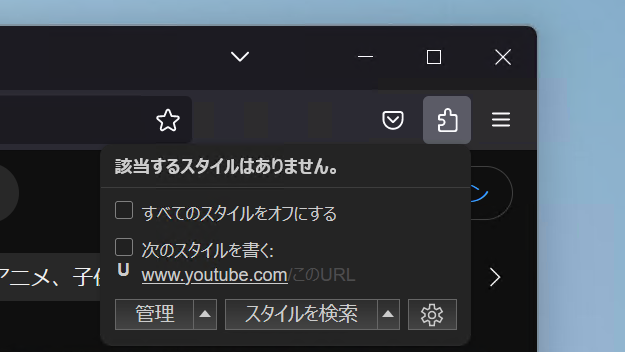 該当するスタイルはありません。
ン
すべてのスタイルをオフにする
次のスタイルを書く:
アニメ、子
U www.youtube.com/このURL
管理 スタイルを検索